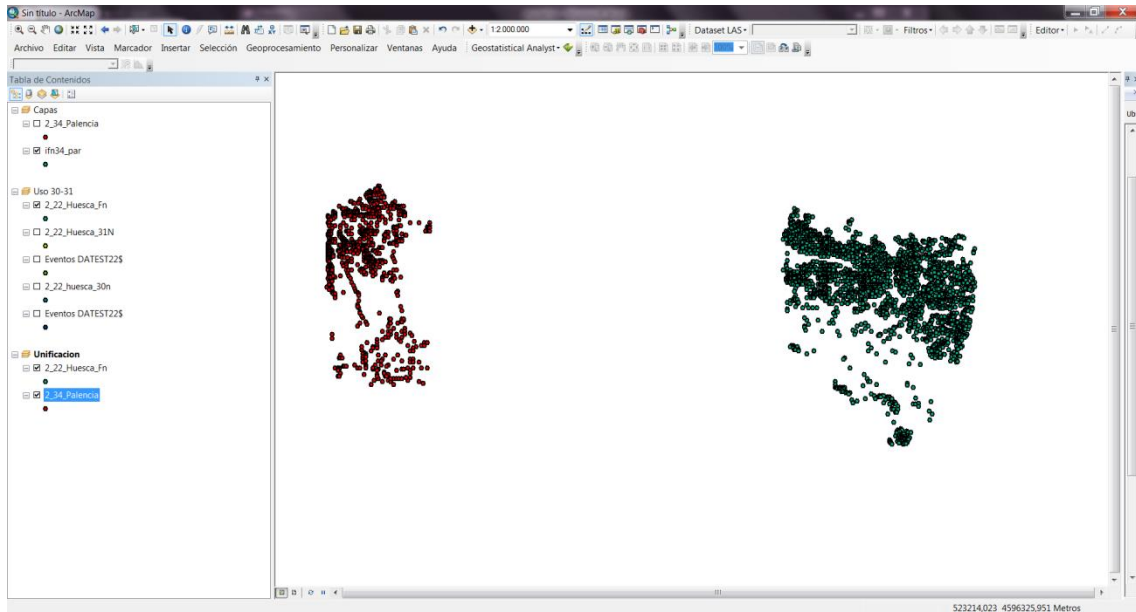 Sin título - ArcMap
1:2.000.000
Dataset LAS
Filtros
Editor
Archivo Editar Vista Marcador Insertar Selección Geoprocesamiento Personalizar Ventanas Ayuda
Geostatistical Analyst
Tabla de Contenidos
Capas
2_34_Palencia
ifn34_par
Uso 30-31
2_22_Huesca_Fn
2_22_Huesca_31N
Eventos DATEST22$
2_22_huesca_30n
Eventos DATEST22$
Unificacion
2_22_Huesca_Fn
2_34_Palencia
Ub
523214,023 4596325,951 Metros